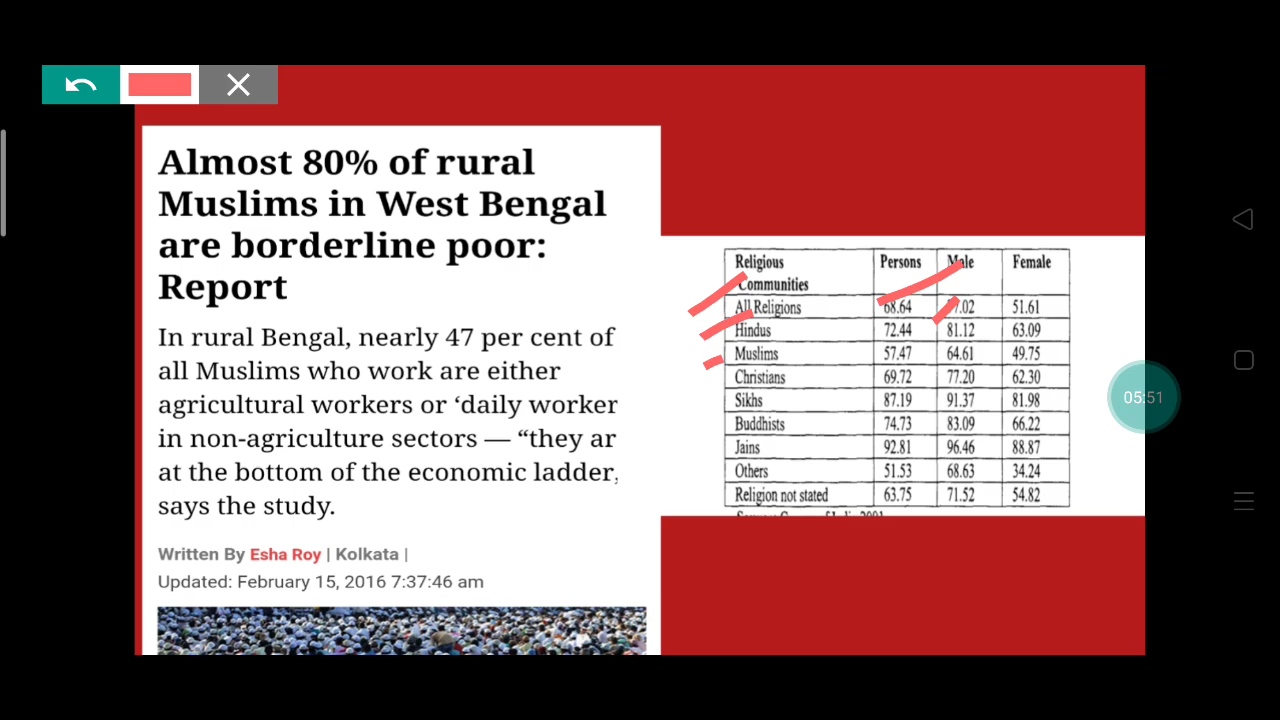 Almost 80% of rural
Muslims in West Bengal
are borderline poor:
Report
In rural Bengal, nearly 47 per cent of
all Muslims who work are either
agricultural workers or ‘daily worker
in non-agriculture sectors — “they ar
at the bottom of the economic ladder,
says the study.
Written By Esha Roy | Kolkata |
Updated: February 15, 2016 7:37:46 am
Religious Communities Persons Male Female
All Religions 68.64 51.61
Hindus 72.44 81.12 63.09
Muslims 57.47 64.61 49.75
Christians 69.72 77.20 62.30
Sikhs 87.19 91.37 81.98
Buddhists 74.73 83.09 66.22
Jains 92.81 96.46 88.87
Others 51.53 68.63 34.24
Religion not stated 63.75 71.52 54.82
05:51